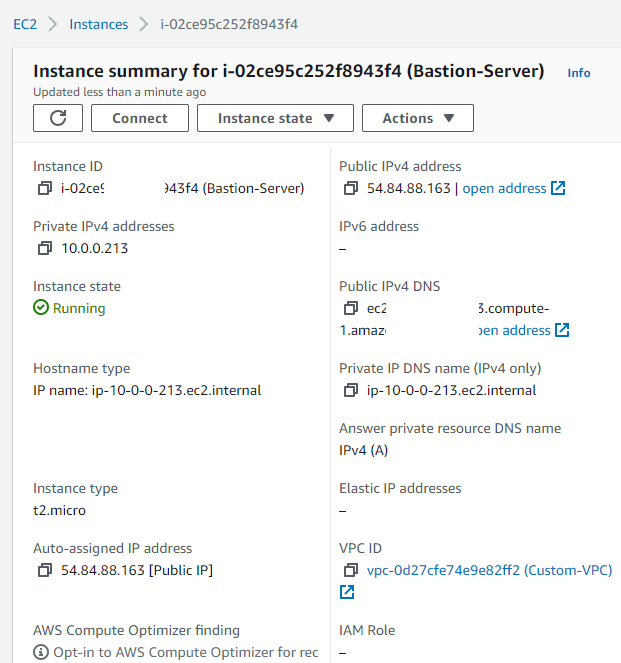 EC2 > Instances > i-02ce95c252f8943f4
Instance summary for i-02ce95c252f8943f4 (Bastion-Server) Info
Updated less than a minute ago
Connect Instance state ▼ Actions ▼
Instance ID
i-02ce9 943f4 (Bastion-Server)
Public IPv4 address
54.84.88.163 | open address
Private IPv4 addresses
10.0.0.213
IPv6 address
–
Instance state
Running
Public IPv4 DNS
ec2 3.compute-
1.amaz address
Hostname type
IP name: ip-10-0-0-213.ec2.internal
Private IP DNS name (IPv4 only)
ip-10-0-0-213.ec2.internal
Answer private resource DNS name
IPv4 (A)
Instance type
t2.micro
Elastic IP addresses
–
Auto-assigned IP address
54.84.88.163 [Public IP]
VPC ID
vpc-0d27cfe74e9e82ff2 (Custom-VPC)
AWS Compute Optimizer finding
Opt-in to AWS Compute Optimizer for rec
IAM Role
–